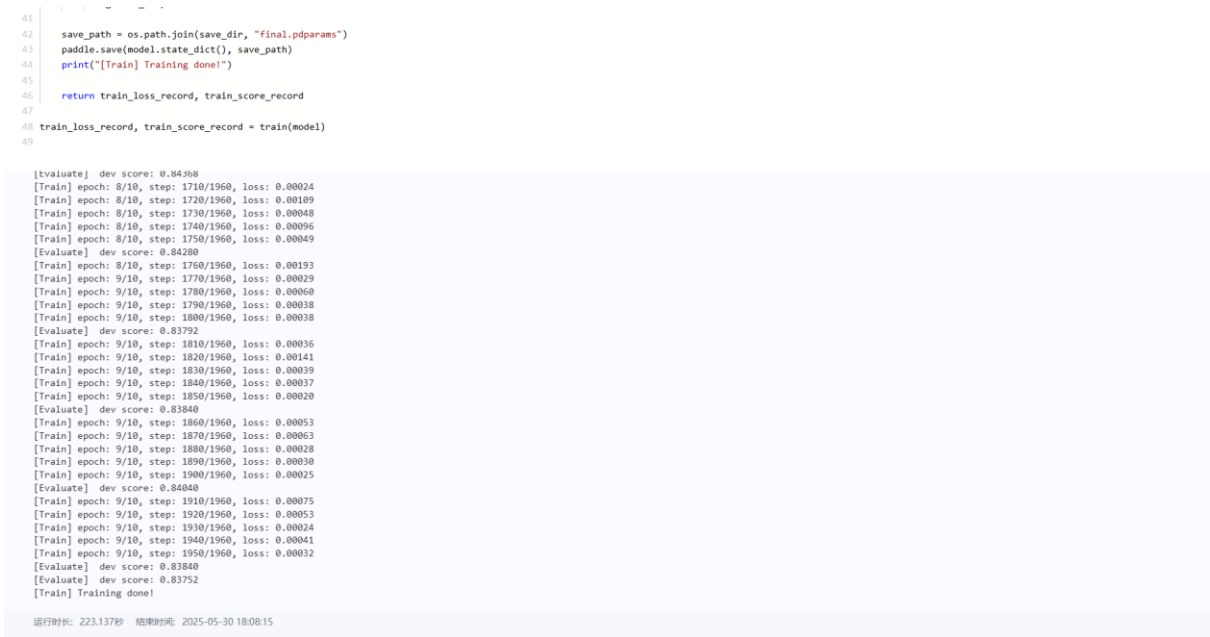 41
42 save_path = os.path.join(save_dir, "final.pdparams")
43 paddle.save(model.state_dict(), save_path)
44 print("[Train] Training done!")
45
46 return train_loss_record, train_score_record
47
48 train_loss_record, train_score_record = train(model)
49
[Evaluate] dev score: 0.84368
[Train] epoch: 8/10, step: 1710/1960, loss: 0.00024
[Train] epoch: 8/10, step: 1720/1960, loss: 0.00109
[Train] epoch: 8/10, step: 1730/1960, loss: 0.00048
[Train] epoch: 8/10, step: 1740/1960, loss: 0.00096
[Train] epoch: 8/10, step: 1750/1960, loss: 0.00049
[Evaluate] dev score: 0.84280
[Train] epoch: 8/10, step: 1760/1960, loss: 0.00193
[Train] epoch: 9/10, step: 1770/1960, loss: 0.00029
[Train] epoch: 9/10, step: 1780/1960, loss: 0.00060
[Train] epoch: 9/10, step: 1790/1960, loss: 0.00038
[Train] epoch: 9/10, step: 1800/1960, loss: 0.00038
[Evaluate] dev score: 0.83792
[Train] epoch: 9/10, step: 1810/1960, loss: 0.00036
[Train] epoch: 9/10, step: 1820/1960, loss: 0.00141
[Train] epoch: 9/10, step: 1830/1960, loss: 0.00039
[Train] epoch: 9/10, step: 1840/1960, loss: 0.00037
[Train] epoch: 9/10, step: 1850/1960, loss: 0.00020
[Evaluate] dev score: 0.83840
[Train] epoch: 9/10, step: 1860/1960, loss: 0.00053
[Train] epoch: 9/10, step: 1870/1960, loss: 0.00063
[Train] epoch: 9/10, step: 1880/1960, loss: 0.00028
[Train] epoch: 9/10, step: 1890/1960, loss: 0.00030
[Train] epoch: 9/10, step: 1900/1960, loss: 0.00025
[Evaluate] dev score: 0.84040
[Train] epoch: 9/10, step: 1910/1960, loss: 0.00075
[Train] epoch: 9/10, step: 1920/1960, loss: 0.00053
[Train] epoch: 9/10, step: 1930/1960, loss: 0.00024
[Train] epoch: 9/10, step: 1940/1960, loss: 0.00041
[Train] epoch: 9/10, step: 1950/1960, loss: 0.00032
[Evaluate] dev score: 0.83840
[Evaluate] dev score: 0.83752
[Train] Training done!
运行时长: 223.137秒 结束时间: 2025-05-30 18:08:15